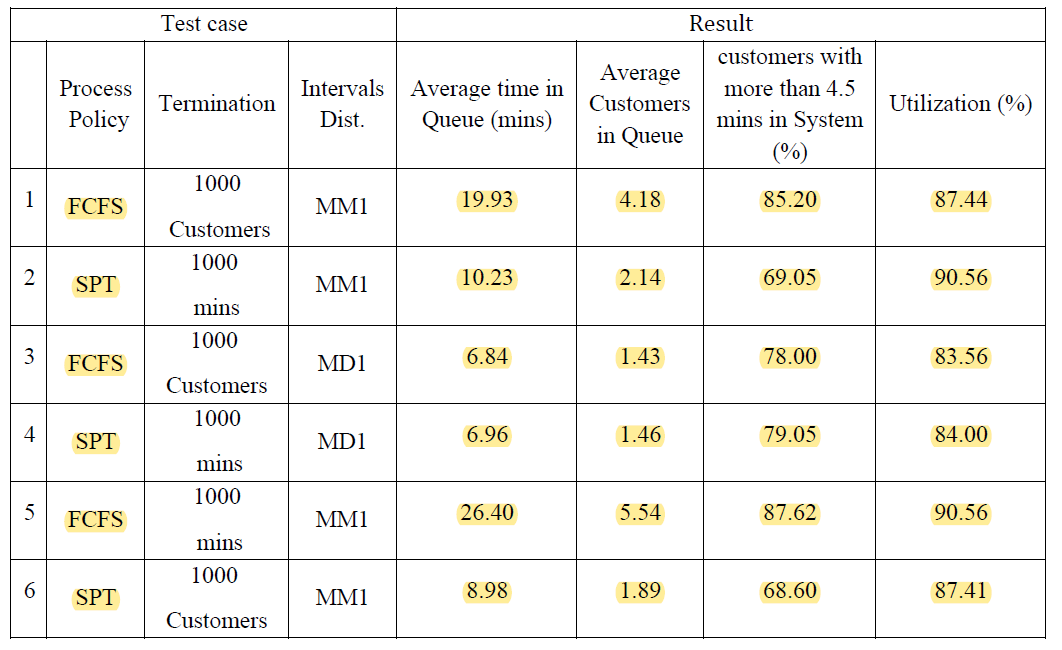 Test case Result
Process Policy Termination Intervals Dist. Average time in Queue (mins) Average Customers in Queue customers with more than 4.5 mins in System (%) Utilization (%)
1 FCFS 1000 Customers MM1 19.93 4.18 85.20 87.44
2 SPT 1000 mins MM1 10.23 2.14 69.05 90.56
3 FCFS 1000 Customers MD1 6.84 1.43 78.00 83.56
4 SPT 1000 mins MD1 6.96 1.46 79.05 84.00
5 FCFS 1000 mins MM1 26.40 5.54 87.62 90.56
6 SPT 1000 Customers MM1 8.98 1.89 68.60 87.41